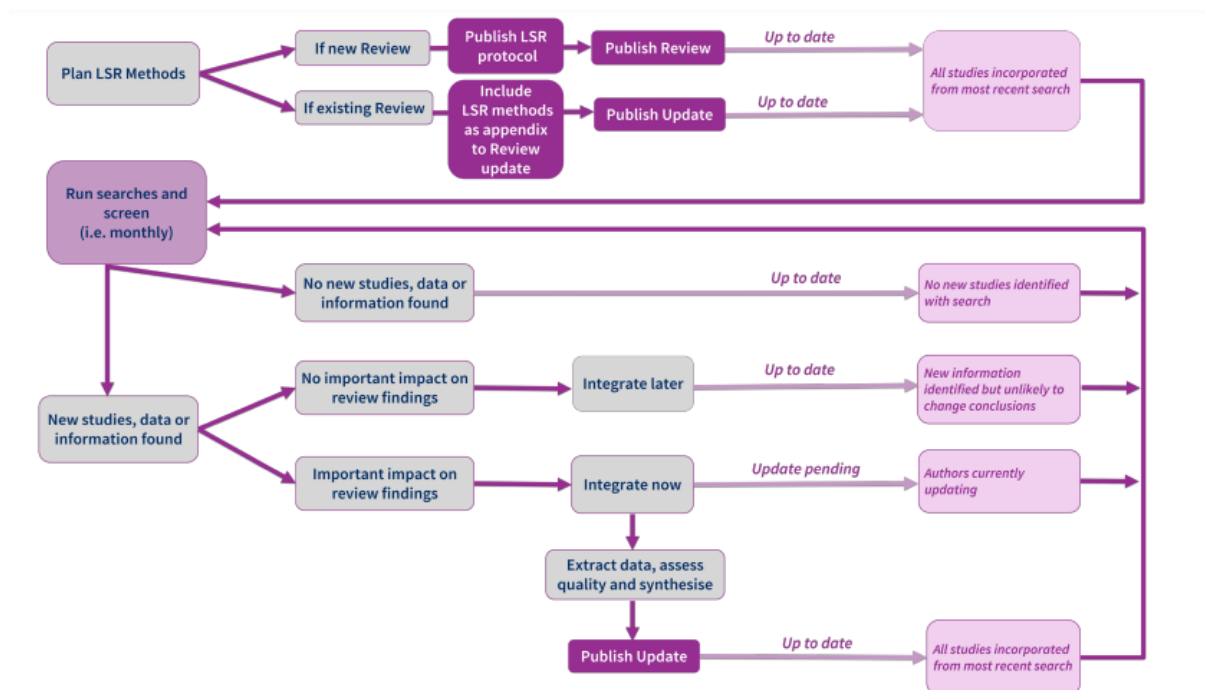 Plan LSR Methods
If new Review
Publish LSR
protocol
Publish Review
Up to date
All studies incorporated
from most recent search
If existing Review
Include
LSR methods
as appendix
to Review
update
Publish Update
Up to date
Run searches and
screen
(i.e. monthly)
No new studies, data or
information found
Up to date
No new studies identified
with search
New studies, data or
information found
No important impact on
review findings
Integrate later
Up to date
New information
identified but unlikely to
change conclusions
Important impact on
review findings
Integrate now
Update pending
Authors currently
updating
Extract data, assess
quality and synthesise
Publish Update
Up to date
All studies incorporated
from most recent search